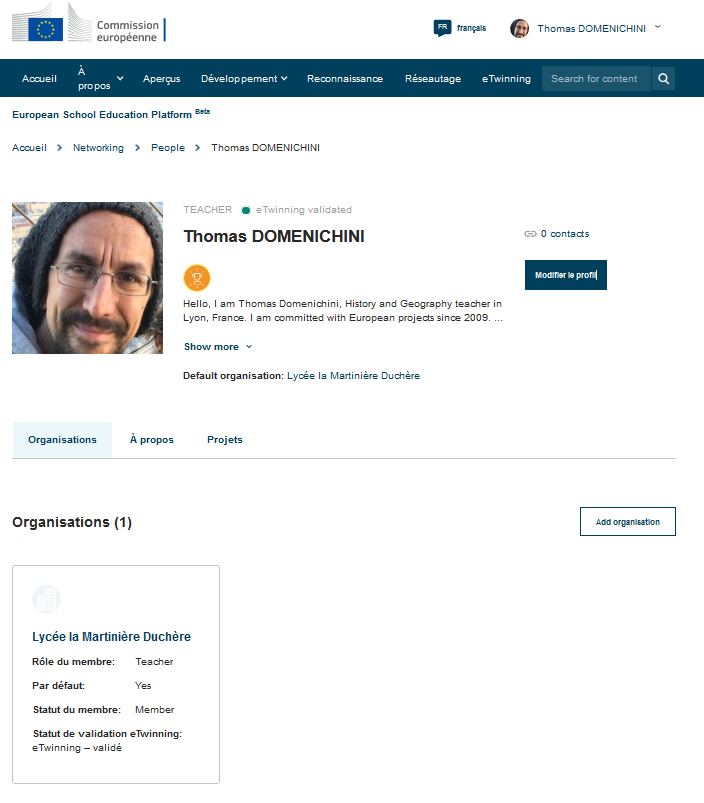 Commission
européenne
FR français
Thomas DOMENICHINI
Accueil
À propos
Aperçus
Développement
Reconnaissance
Réseautage
eTwinning
Search for content
European School Education Platform Beta
Accueil > Networking > People > Thomas DOMENICHINI
TEACHER eTwinning validated
Thomas DOMENICHINI
0 contacts
Modifier le profil
Hello, I am Thomas Domenichini, History and Geography teacher in
Lyon, France. I am committed with European projects since 2009. ...
Show more
Default organisation: Lycée la Martinière Duchère
Organisations
À propos
Projets
Organisations (1)
Add organisation
Lycée la Martinière Duchère
Rôle du membre: Teacher
Par défaut: Yes
Statut du membre: Member
Statut de validation eTwinning:
eTwinning – validé